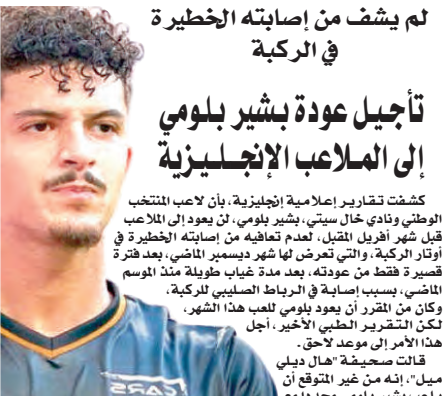 لم يشف من إصابته الخطيرة
في الركبة
تأجيل عودة بشير بلومي
إلى الملاعب الإنجليزية
كشفت تقارير إعلامية إنجليزية، بأن لاعب المنتخب
الوطني ونادي خال سيتي، بشير بلومي، لن يعود إلى الملاعب
قبل شهر أفريل المقبل، لعدم تعافيه من إصابته الخطيرة في
أوتار الركبة، والتي تعرض لها شهر ديسمبر الماضي، بعد فترة
قصيرة فقط من عودته، بعد مدة غياب طويلة منذ الموسم
الماضي، بسبب إصابة في الرباط الصليبي للركبة،
وكان من المقرر أن يعود بلومي للعب هذا الشهر،
لكن التقرير الطبي الأخير، أجل
هذا الأمر إلى موعد لاحق.
قالت صحيفة "هال ديلي
ميل"، إنه من غير المتوقع أن